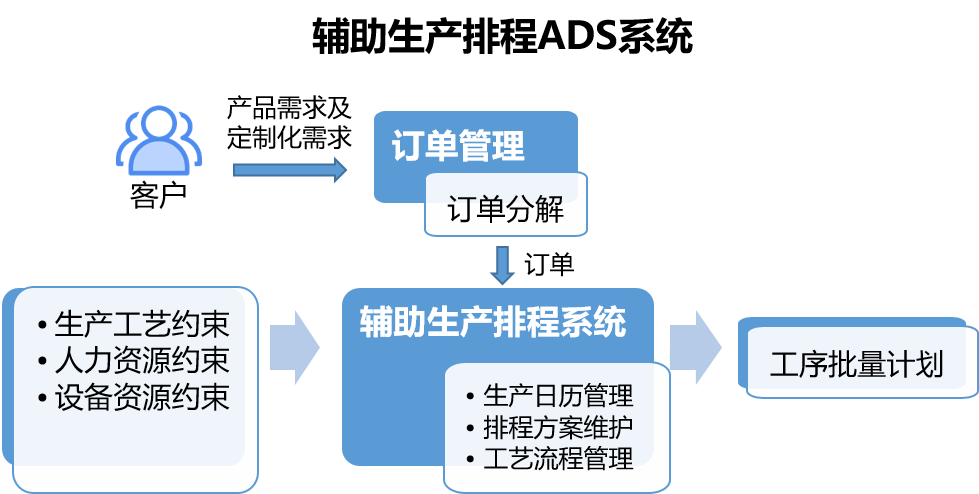 辅助生产排程ADS系统
产品需求及
定制化需求
客户
订单管理
订单分解
订单
• 生产工艺约束
• 人力资源约束
• 设备资源约束
辅助生产排程系统
• 生产日历管理
• 排程方案维护
• 工艺流程管理
工序批量计划